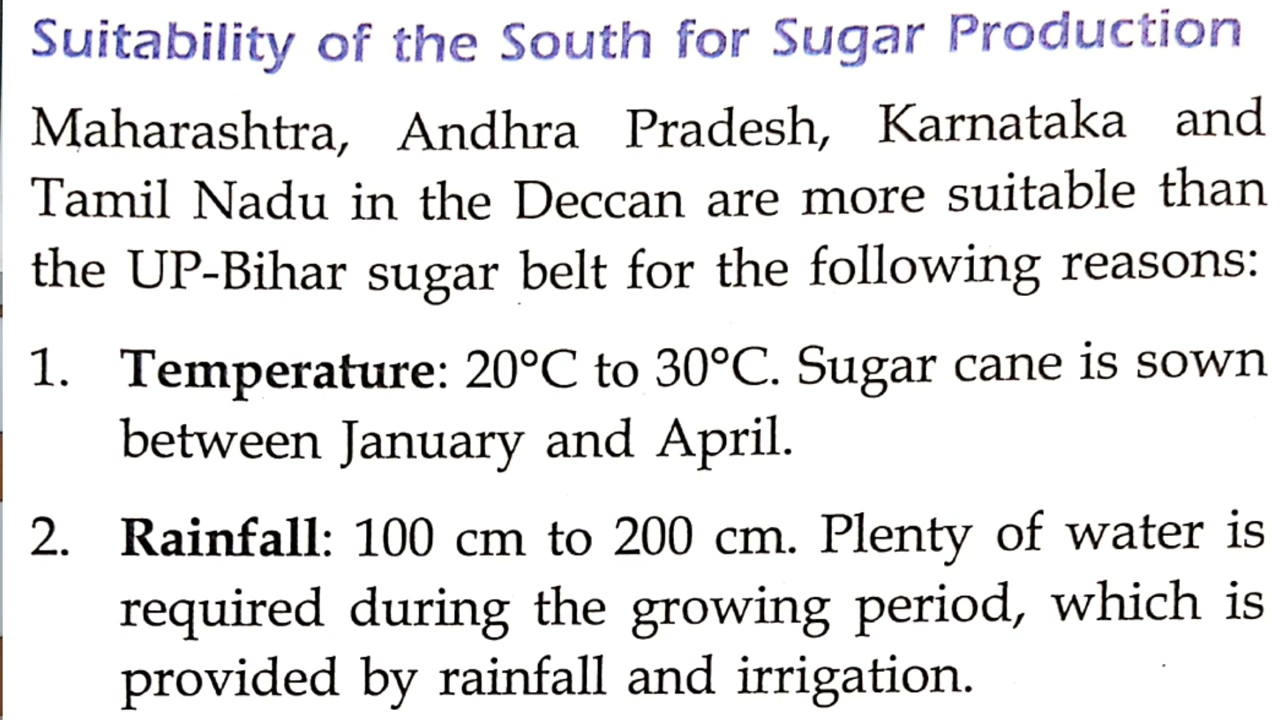 Suitability of the South for Sugar Production
Maharashtra, Andhra Pradesh, Karnataka and
Tamil Nadu in the Deccan are more suitable than
the UP-Bihar sugar belt for the following reasons:
1. Temperature: 20°C to 30°C. Sugar cane is sown
between January and April.
2. Rainfall: 100 cm to 200 cm. Plenty of water is
required during the growing period, which is
provided by rainfall and irrigation.